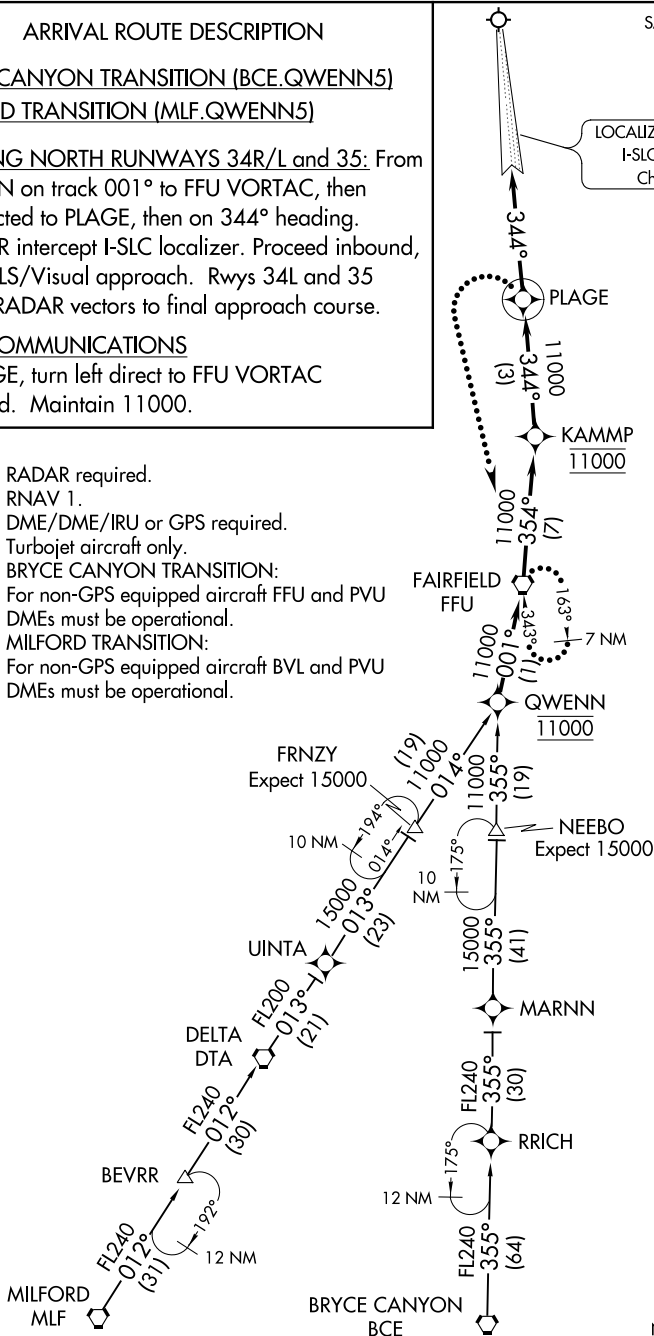 ARRIVAL ROUTE DESCRIPTION
CANYON TRANSITION (BCE.QWENN5)
D TRANSITION (MLF.QWENN5)
NG NORTH RUNWAYS 34R/L and 35: From
N on track 001° to FFU VORTAC, then
cted to PLAGE, then on 344° heading.
R intercept I-SLC localizer. Proceed inbound,
LS/Visual approach. Rwys 34L and 35
RADAR vectors to final approach course.
OMMUNICATIONS
GE, turn left direct to FFU VORTAC
d. Maintain 11000.
SA
LOCALIZ
I-SLC
Ch
344°
PLAGE
11000
344°
(3)
KAMMP
11000
RADAR required.
RNAV 1.
DME/DME/IRU or GPS required.
Turbojet aircraft only.
BRYCE CANYON TRANSITION:
For non-GPS equipped aircraft FFU and PVU
DMEs must be operational.
MILFORD TRANSITION:
For non-GPS equipped aircraft BVL and PVU
DMEs must be operational.
11000
354°
(7)
FAIRFIELD
FFU
163°
343°
7 NM
11000
001°
(1)
QWENN
11000
FRNZY
Expect 15000
(19)
11000
014°
11000
355°
(19)
194°
014°
10 NM
NEEBO
Expect 15000
175°
10
NM
15000
013°
(23)
15000
355°
(41)
UINTA
MARNN
FL200
013°
(21)
DELTA
DTA
FL240
355°
(30)
FL240
012°
(30)
RRICH
175°
12 NM
BEVRR
192°
12 NM
FL240
012°
(31)
FL240
355°
(64)
MILFORD
MLF
BRYCE CANYON
BCE